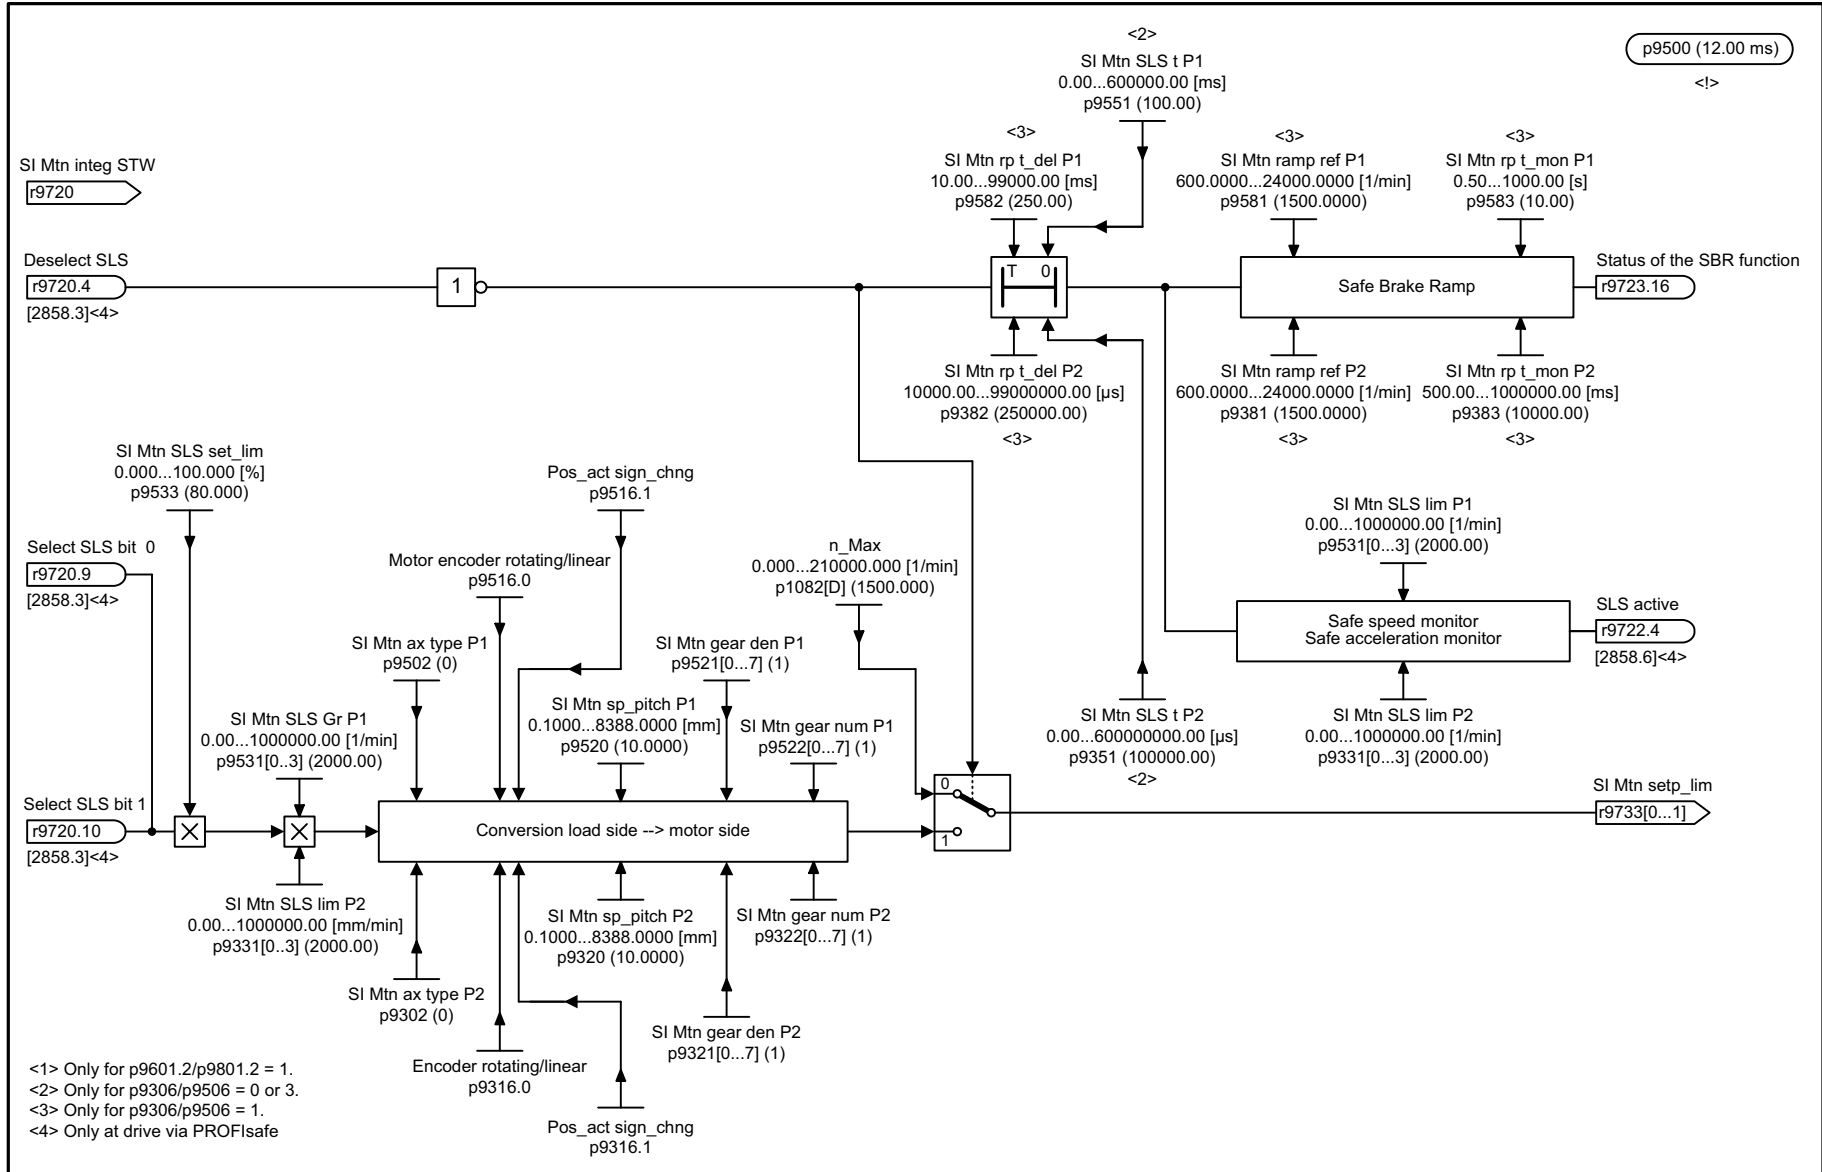 <2>
SI Mtn SLS t P1
0.00...600000.00 [ms]
p9551 (100.00)
p9500 (12.00 ms)
<!>
SI Mtn integ STW
r9720
<3>
SI Mtn rp t_del P1
10.00...99000.00 [ms]
p9582 (250.00)
<3>
SI Mtn ramp ref P1
600.0000...24000.0000 [1/min]
p9581 (1500.0000)
<3>
SI Mtn rp t_mon P1
0.50...1000.00 [s]
p9583 (10.00)
Deselect SLS
r9720.4
[2858.3]<4>
1
T 0
Safe Brake Ramp
Status of the SBR function
r9723.16
SI Mtn rp t_del P2
10000.00...99000000.00 [µs]
p9382 (250000.00)
<3>
SI Mtn ramp ref P2
600.0000...24000.0000 [1/min]
p9381 (1500.0000)
<3>
SI Mtn rp t_mon P2
500.00...1000000.00 [ms]
p9383 (10000.00)
<3>
SI Mtn SLS set_lim
0.000...100.000 [%]
p9533 (80.000)
Pos_act sign_chng
p9516.1
Select SLS bit 0
r9720.9
[2858.3]<4>
Motor encoder rotating/linear
p9516.0
n_Max
0.000...210000.000 [1/min]
p1082[D] (1500.000)
SI Mtn SLS lim P1
0.00...1000000.00 [1/min]
p9531[0...3] (2000.00)
Safe speed monitor
Safe acceleration monitor
SLS active
r9722.4
[2858.6]<4>
SI Mtn ax type P1
p9502 (0)
SI Mtn gear den P1
p9521[0...7] (1)
SI Mtn SLS Gr P1
0.00...1000000.00 [1/min]
p9531[0..3] (2000.00)
SI Mtn sp_pitch P1
0.1000...8388.0000 [mm]
p9520 (10.0000)
SI Mtn gear num P1
p9522[0...7] (1)
SI Mtn SLS t P2
0.00...600000000.00 [µs]
p9351 (100000.00)
<2>
SI Mtn SLS lim P2
0.00...1000000.00 [1/min]
p9331[0...3] (2000.00)
Select SLS bit 1
r9720.10
[2858.3]<4>
Conversion load side --> motor side
0
1
SI Mtn setp_lim
r9733[0...1]
SI Mtn SLS lim P2
0.00...1000000.00 [mm/min]
p9331[0..3] (2000.00)
SI Mtn sp_pitch P2
0.1000...8388.0000 [mm]
p9320 (10.0000)
SI Mtn gear num P2
p9322[0...7] (1)
SI Mtn ax type P2
p9302 (0)
SI Mtn gear den P2
p9321[0...7] (1)
Encoder rotating/linear
p9316.0
Pos_act sign_chng
p9316.1
<1> Only for p9601.2/p9801.2 = 1.
<2> Only for p9306/p9506 = 0 or 3.
<3> Only for p9306/p9506 = 1.
<4> Only at drive via PROFIsafe